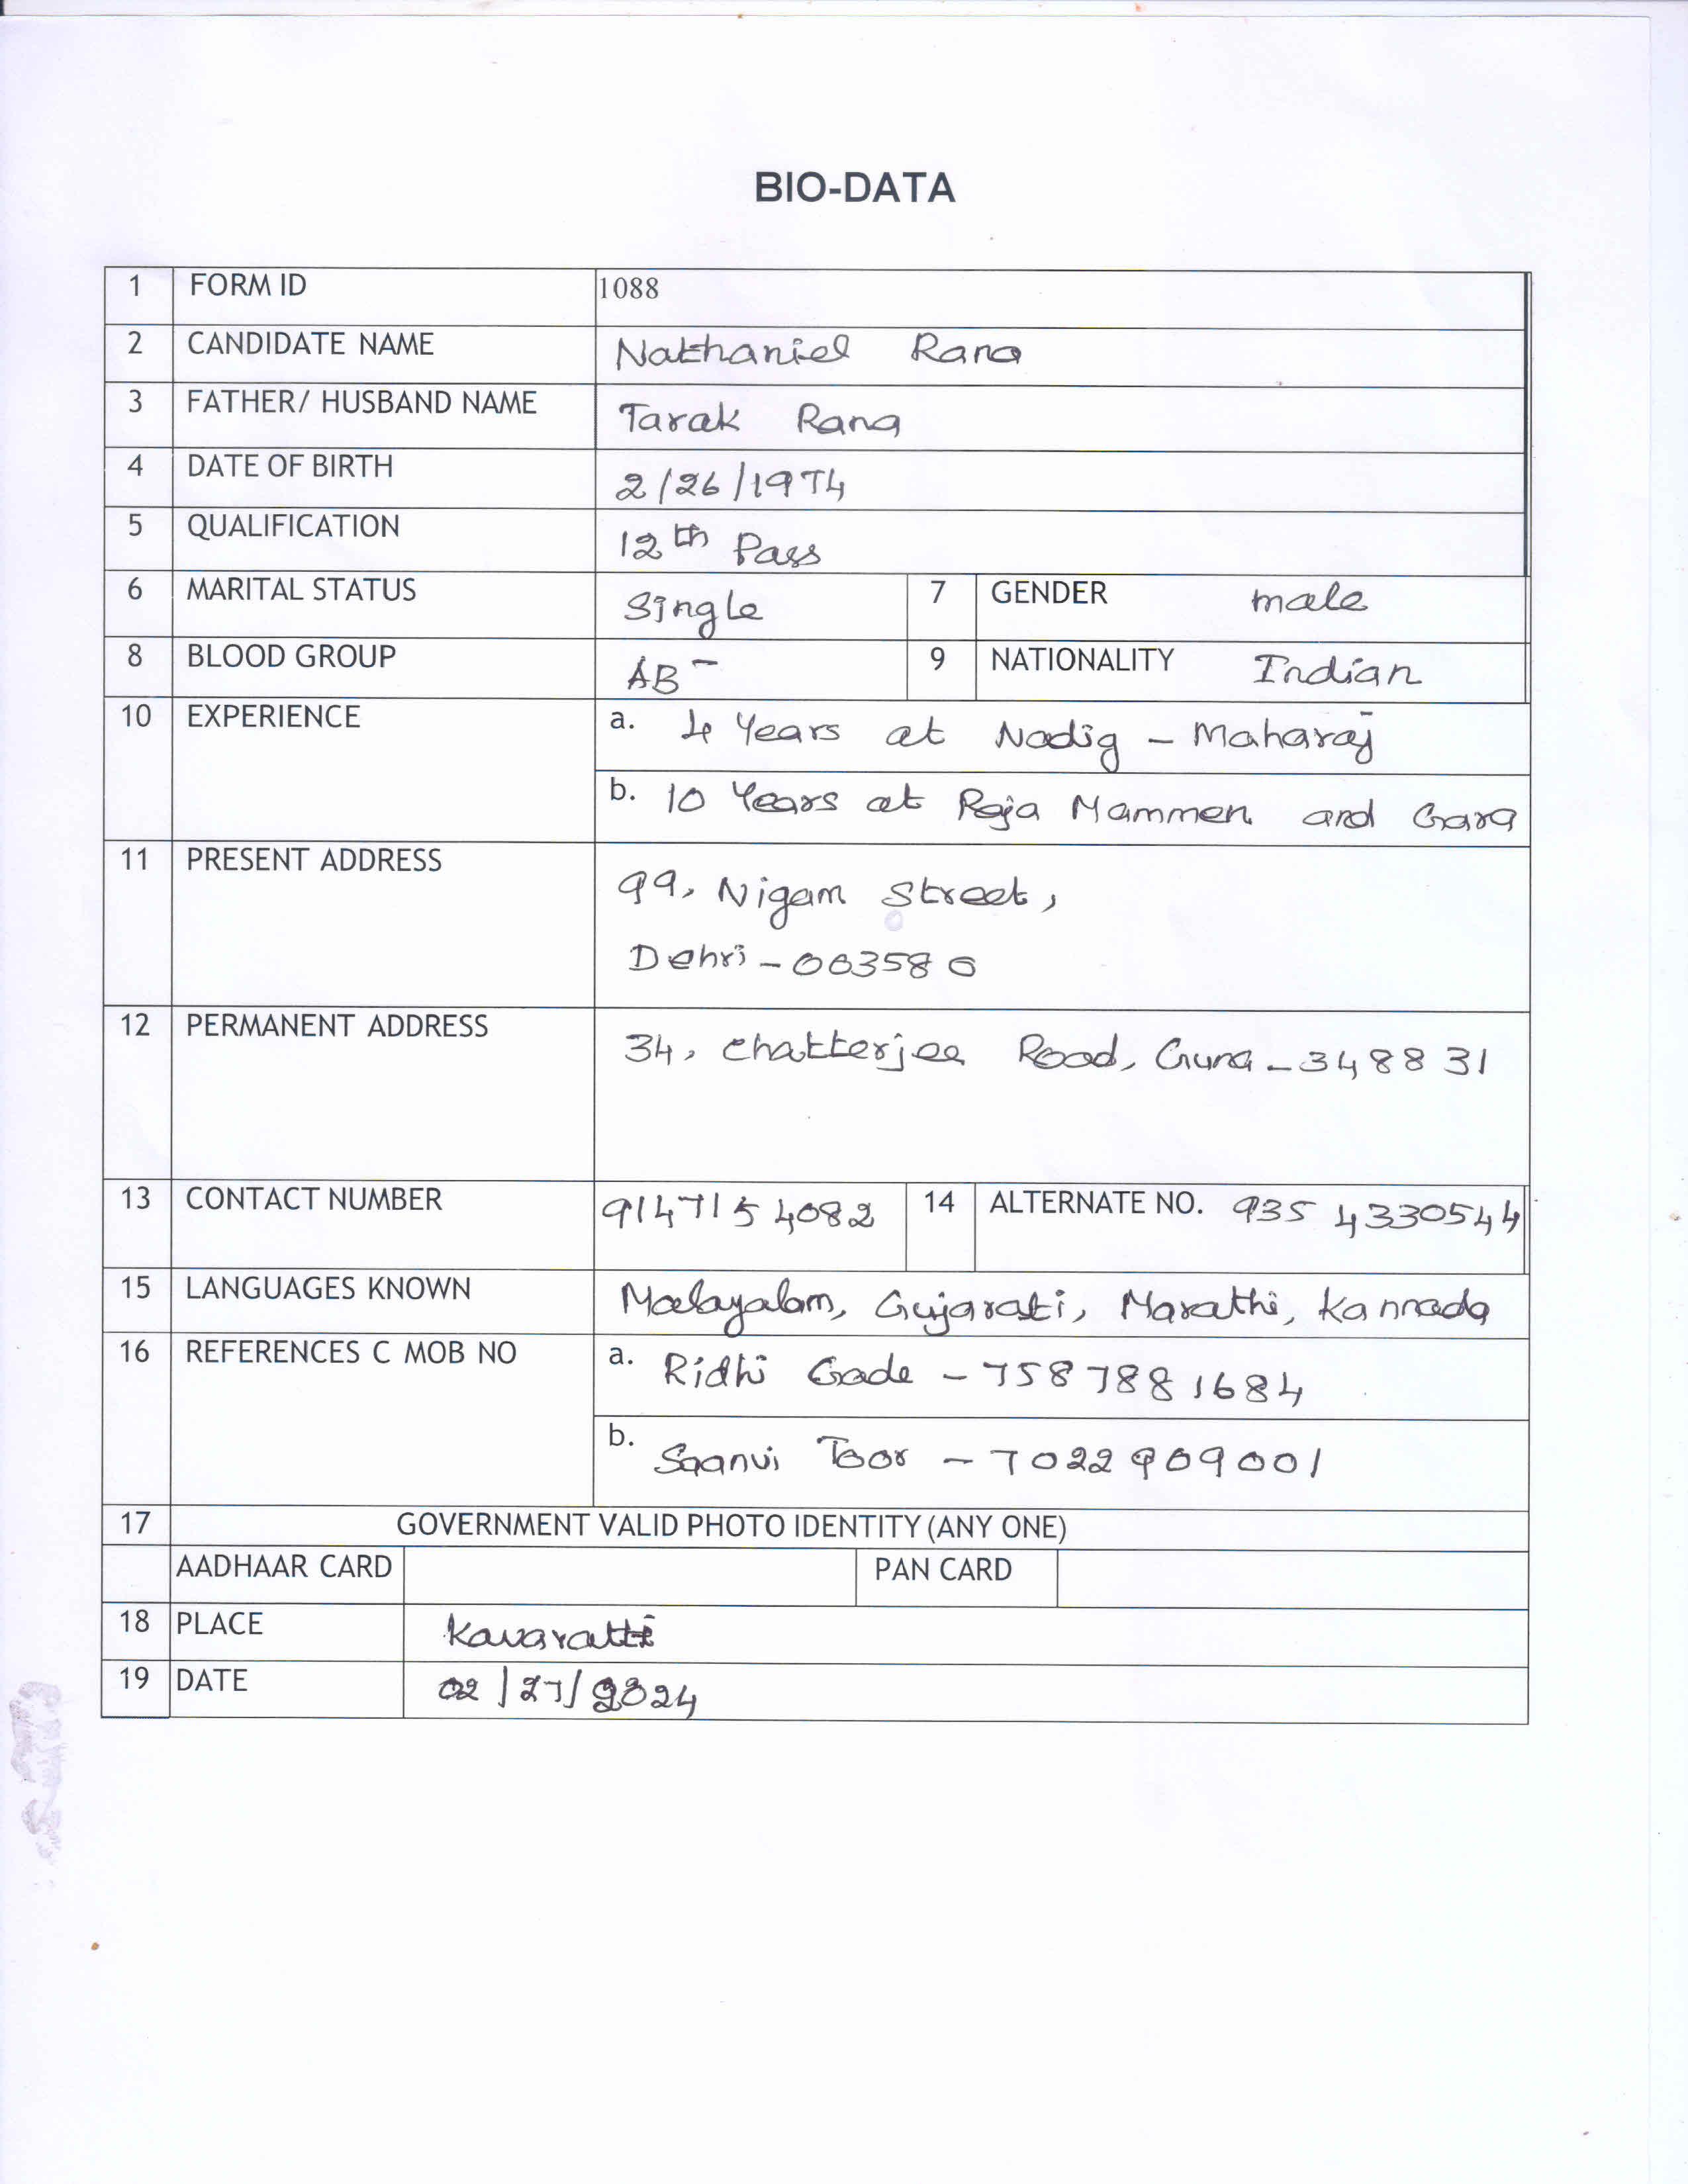 BIO-DATA
1 FORM ID 1088
2 CANDIDATE NAME Nathaniel Rana
3 FATHER/ HUSBAND NAME Tarak Rana
4 DATE OF BIRTH 2/26/1974
5 QUALIFICATION 12th Pass
6 MARITAL STATUS Single 7 GENDER male
8 BLOOD GROUP AB- 9 NATIONALITY Indian
10 EXPERIENCE a. 4 Years at Nadig - Maharaj
b. 10 Years at Raja Mammen and Gara
11 PRESENT ADDRESS 99, Nigam Street,
Dehri - 003580
12 PERMANENT ADDRESS 34, Chatterjee Road, Guna - 348831
13 CONTACT NUMBER 9147154082 14 ALTERNATE NO. 9354330544
15 LANGUAGES KNOWN Malayalam, Gujarati, Marathi, Kannada
16 REFERENCES C MOB NO a. Ridhi Gade - 7587881684
b. Saanvi Toor - 7022909001
17 GOVERNMENT VALID PHOTO IDENTITY (ANY ONE)
AADHAAR CARD PAN CARD
18 PLACE Kavaratti
19 DATE 02/27/2024